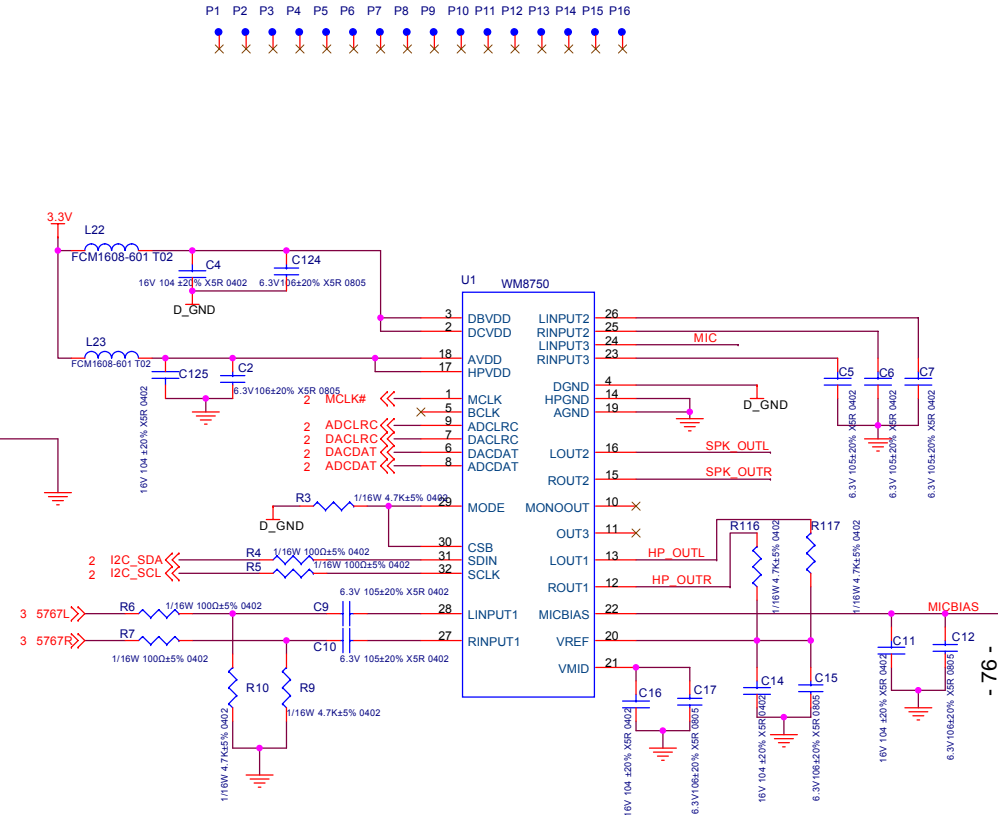 P1 P2 P3 P4 P5 P6 P7 P8 P9 P10 P11 P12 P13 P14 P15 P16
3.3V
L22
FCM1608-601 T02
C4
16V 104 ±20% X5R 0402
C124
6.3V106±20% X5R 0805
D_GND
L23
FCM1608-601 T02
C125
16V 104 ±20% X5R 0402
C2
6.3V106±20% X5R 0805
U1
WM8750
3 DBVDD
2 DCVDD
18 AVDD
17 HPVDD
2 MCLK# 1 MCLK
5 BCLK
2 ADCLRC 9 ADCLRC
2 DACLRC 7 DACLRC
2 DACDAT 6 DACDAT
2 ADCDAT 8 ADCDAT
R3 1/16W 4.7K±5% 0402
29 MODE
D_GND
30 CSB
2 I2C_SDA R4 1/16W 100Ω±5% 0402 31 SDIN
2 I2C_SCL R5 1/16W 100Ω±5% 0402 32 SCLK
3 5767L R6 1/16W 100Ω±5% 0402 C9 6.3V 105±20% X5R 0402 28 LINPUT1
3 5767R R7 1/16W 100Ω±5% 0402 C10 6.3V 105±20% X5R 0402 27 RINPUT1
R10
1/16W 4.7K±5% 0402
R9
1/16W 4.7K±5% 0402
LINPUT2 26
RINPUT2 25
LINPUT3 24 MIC
RINPUT3 23
C5
6.3V 105±20% X5R 0402
C6
6.3V 105±20% X5R 0402
C7
6.3V 105±20% X5R 0402
DGND 4
D_GND
HPGND 14
AGND 19
LOUT2 16 SPK_OUTL
ROUT2 15 SPK_OUTR
MONOOUT 10
OUT3 11
LOUT1 13 HP_OUTL
ROUT1 12 HP_OUTR
R116
1/16W 4.7K±5% 0402
R117
1/16W 4.7K±5% 0402
MICBIAS 22 MICBIAS
VREF 20
VMID 21
C16
16V 104 ±20% X5R 0402
C17
6.3V106±20% X5R 0805
C14
16V 104 ±20% X5R 0402
C15
6.3V106±20% X5R 0805
C11
16V 104 ±20% X5R 0402
C12
6.3V106±20% X5R 0805
- 76 -